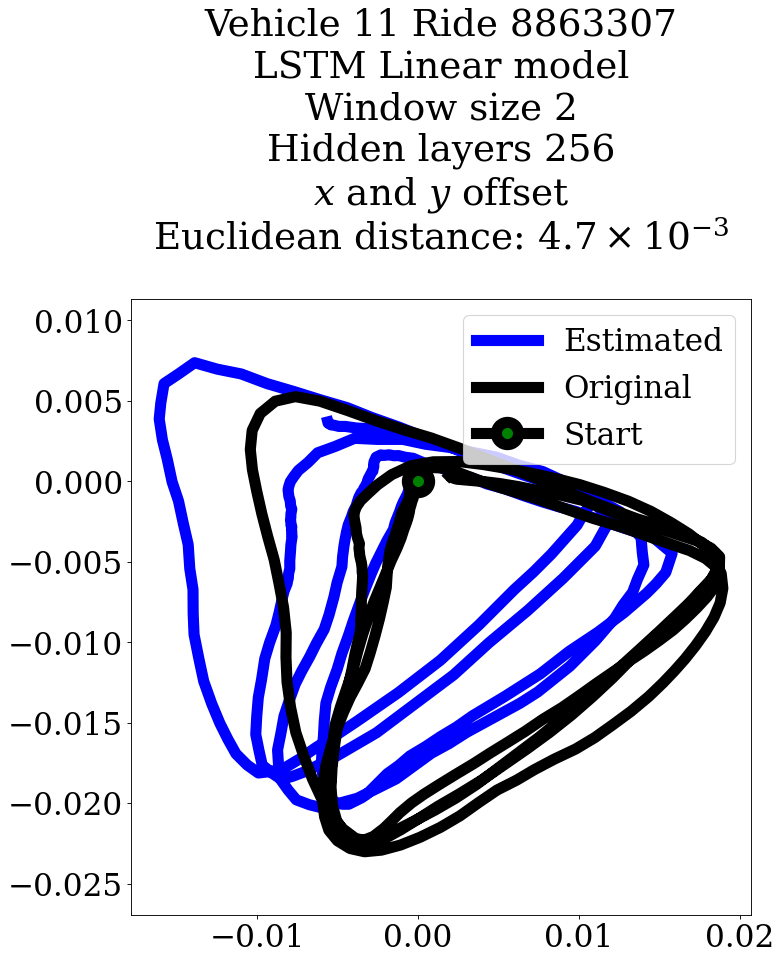 Vehicle 11 Ride 8863307
LSTM Linear model
Window size 2
Hidden layers 256
x and y offset
Euclidean distance: 4.7 × 10⁻³
0.010
0.005
0.000
−0.005
−0.010
−0.015
−0.020
−0.025
Estimated
Original
Start
−0.01
0.00
0.01
0.02